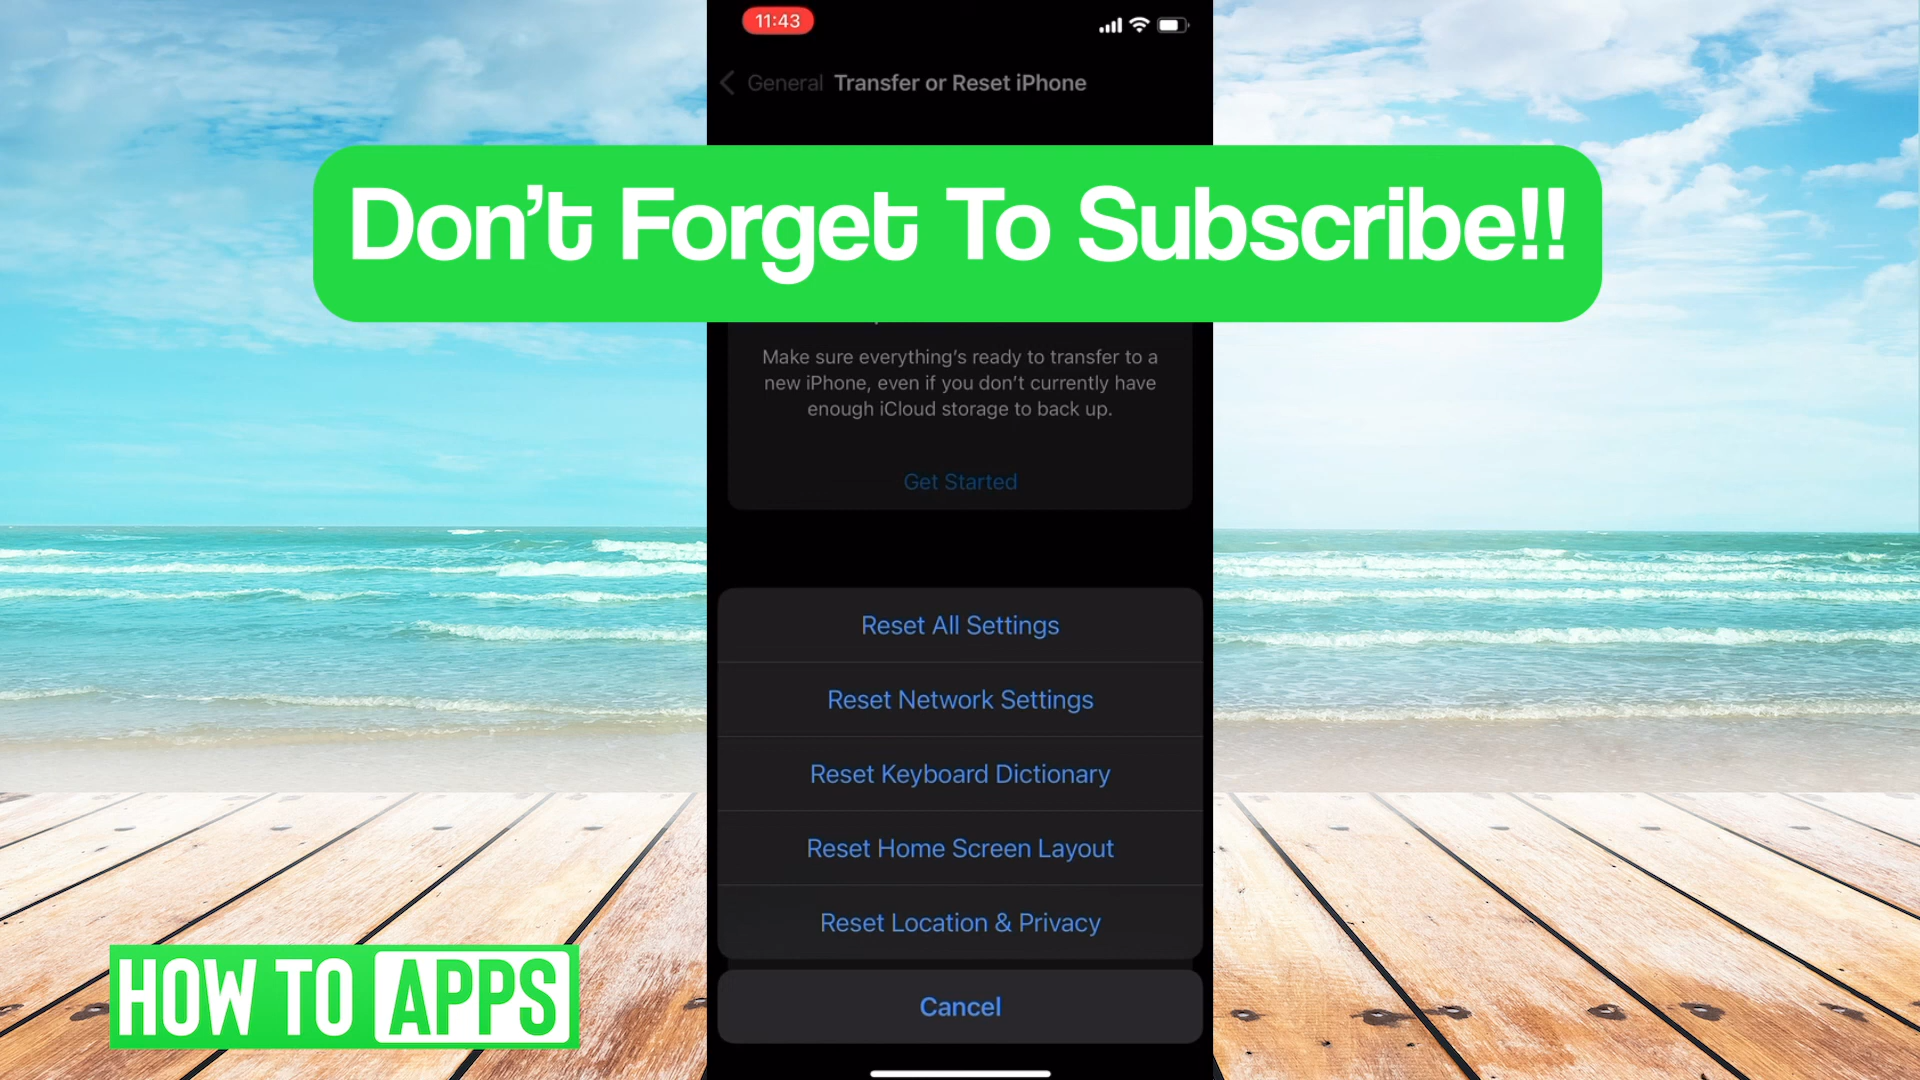 11:43
General Transfer or Reset iPhone
Don't Forget To Subscribe!!
Make sure everything's ready to transfer to a
new iPhone, even if you don't currently have
enough iCloud storage to back up.
Get Started
Reset All Settings
Reset Network Settings
Reset Keyboard Dictionary
Reset Home Screen Layout
Reset Location & Privacy
Cancel
HOW TO APPS